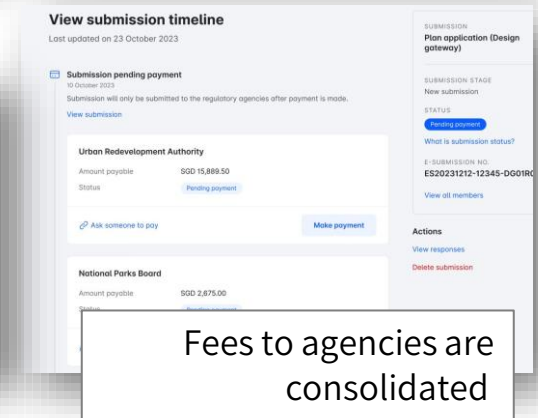 View submission timeline
Last updated on 23 October 2023
Submission pending payment
10 October 2023
Submission will only be submitted to the regulatory agencies after payment is made.
View submission
Urban Redevelopment Authority
Amount payable SGD 15,889.50
Status Pending payment
Ask someone to pay Make payment
National Parks Board
Amount payable SGD 2,675.00
SUBMISSION
Plan application (Design
gateway)
SUBMISSION STAGE
New submission
STATUS
Pending payment
What is submission status?
E-SUBMISSION NO.
ES20231212-12345-DG01R
View all members
Actions
View responses
Delete submission
Fees to agencies are
consolidated